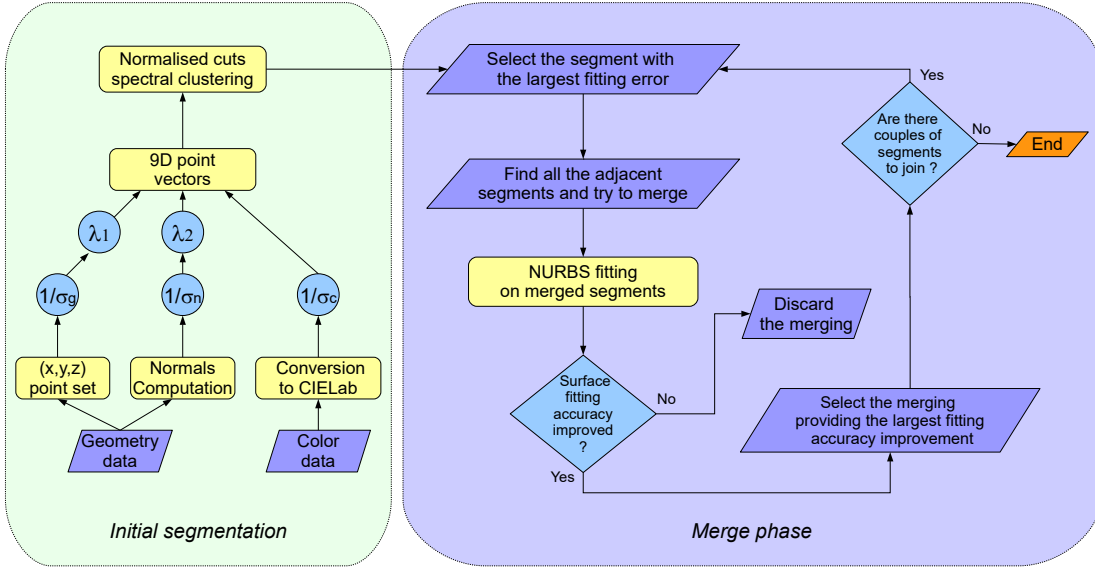 Normalised cuts
spectral clustering
9D point
vectors
λ1
λ2
1/σg
1/σn
1/σc
(x,y,z)
point set
Normals
Computation
Conversion
to CIELab
Geometry
data
Color
data
Initial segmentation
Select the segment with
the largest fitting error
Find all the adjacent
segments and try to merge
NURBS fitting
on merged segments
Discard
the merging
Surface
fitting
accuracy
improved
?
No
Yes
Select the merging
providing the largest fitting
accuracy improvement
Yes
Are there
couples of
segments
to join ?
No
End
Merge phase